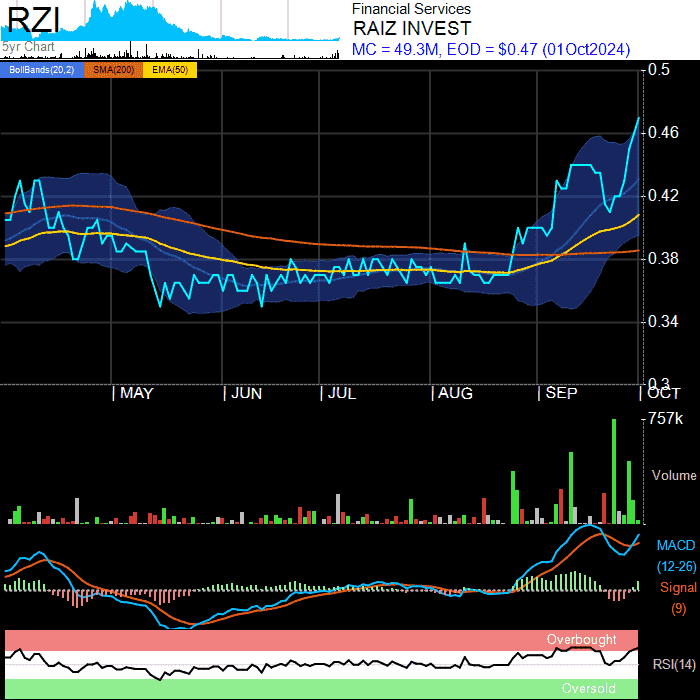 RZI
5yr Chart
Financial Services
RAIZ INVEST
MC = 49.3M, EOD = $0.47 (01Oct2024)
BollBands(20,2) SMA(200) EMA(50)
0.5
0.46
0.42
0.38
0.34
0.3
MAY JUN JUL AUG SEP OCT
757k
Volume
MACD
(12-26)
Signal
(9)
Overbought
RSI(14)
Oversold